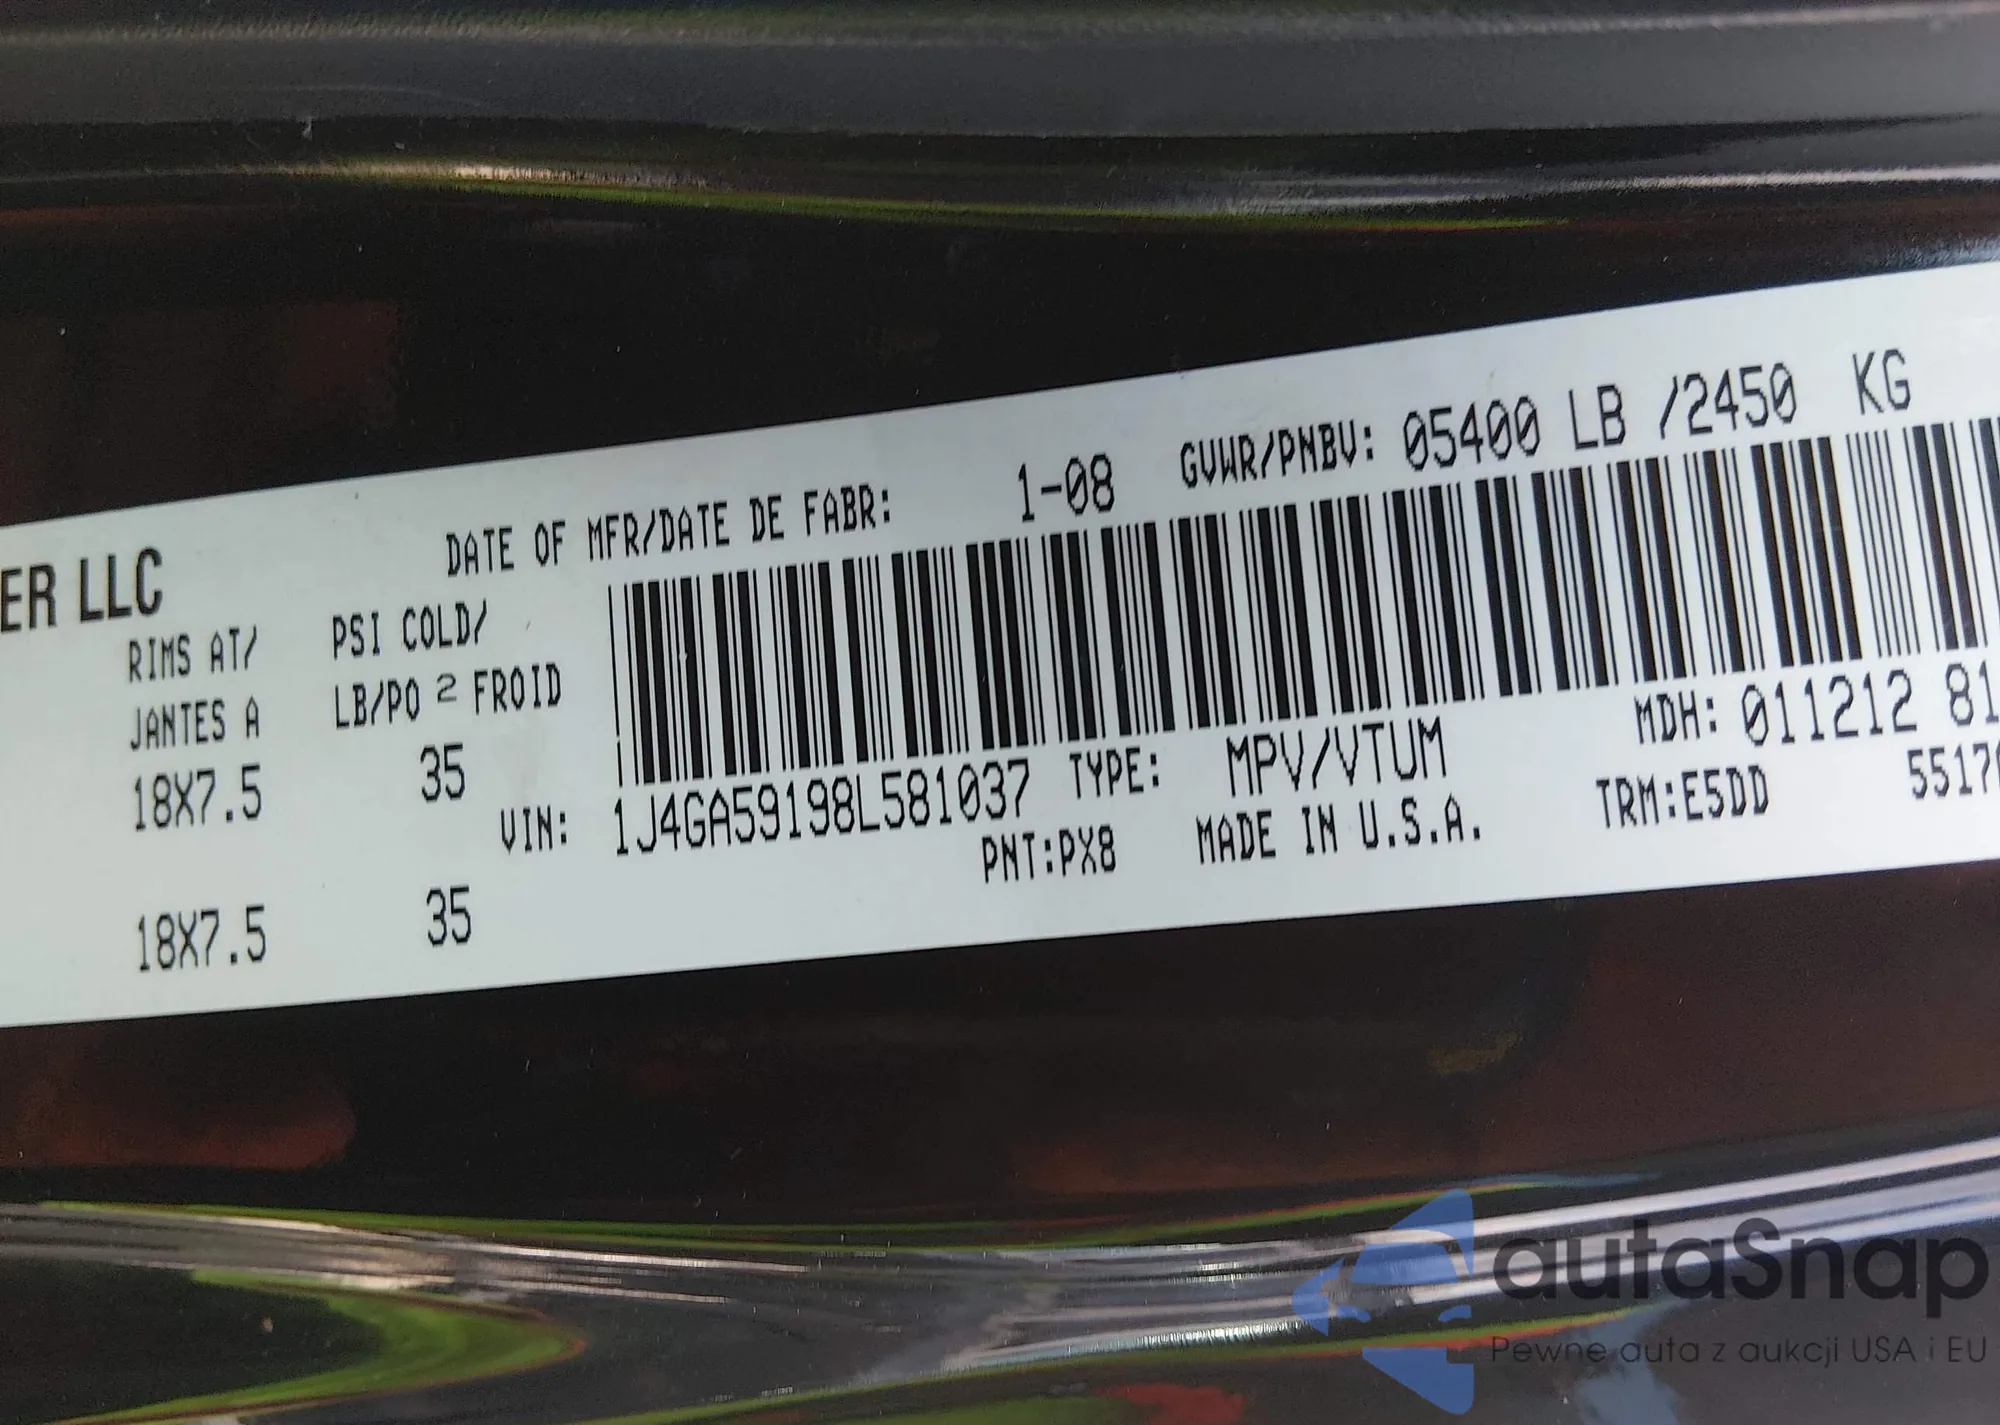 DATE OF MFR/DATE DE FABR: 1-08 GVWR/PNBV: 05400 LB /2450 KG
ER LLC
RIMS AT/ PSI COLD/
JANTES A LB/PO 2 FROID
18X7.5 35
VIN: 1J4GA59198L581037 TYPE: MPV/VTUM MDH: 011212 81
PNT:PX8 MADE IN U.S.A. TRM:E5DD 5517
18X7.5 35
autaSnap
Pewne auta z aukcji USA i EU